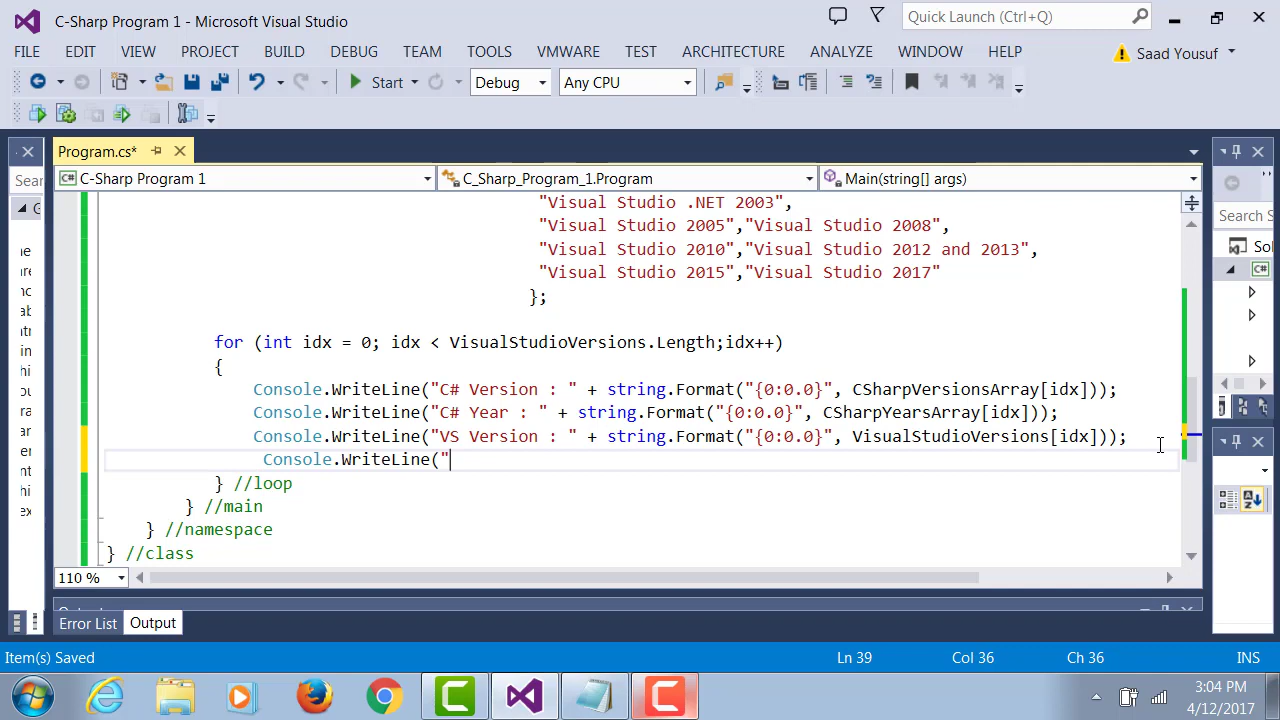 C-Sharp Program 1 - Microsoft Visual Studio
Quick Launch (Ctrl+Q)
FILE EDIT VIEW PROJECT BUILD DEBUG TEAM TOOLS VMWARE TEST ARCHITECTURE ANALYZE WINDOW HELP Saad Yousuf
Start Debug Any CPU
Program.cs*
Sear C-Sharp Program 1 C_Sharp_Program_1.Program Main(string[] args)
"Visual Studio .NET 2003",
Search S
"Visual Studio 2005","Visual Studio 2008",
"Visual Studio 2010","Visual Studio 2012 and 2013",
Sol
"Visual Studio 2015","Visual Studio 2017"
C#
};
for (int idx = 0; idx < VisualStudioVersions.Length;idx++)
{
Console.WriteLine("C# Version : " + string.Format("{0:0.0}", CSharpVersionsArray[idx]));
Console.WriteLine("C# Year : " + string.Format("{0:0.0}", CSharpYearsArray[idx]));
Console.WriteLine("VS Version : " + string.Format("{0:0.0}", VisualStudioVersions[idx]));
Console.WriteLine("
} //loop
} //main
} //namespace
} //class
110 %
Error List Output
Item(s) Saved Ln 39 Col 36 Ch 36 INS
3:04 PM
4/12/2017